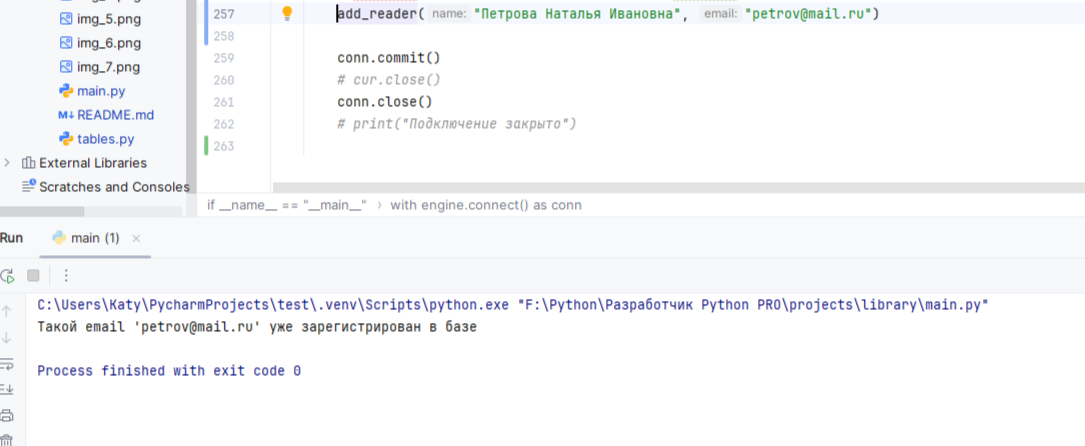 img_5.png
img_6.png
img_7.png
main.py
M↓ README.md
tables.py
External Libraries
Scratches and Consoles
257 add_reader( name: "Петрова Наталья Ивановна", email: "petrov@mail.ru")
258
259 conn.commit()
260 # cur.close()
261 conn.close()
262 # print("Подключение закрыто")
263
if __name__ == "__main__" > with engine.connect() as conn
Run main (1) ×
C:\Users\Katy\PycharmProjects\test\.venv\Scripts\python.exe "F:\Python\Разработчик Python PRO\projects\library\main.py"
Такой email 'petrov@mail.ru' уже зарегистрирован в базе
Process finished with exit code 0